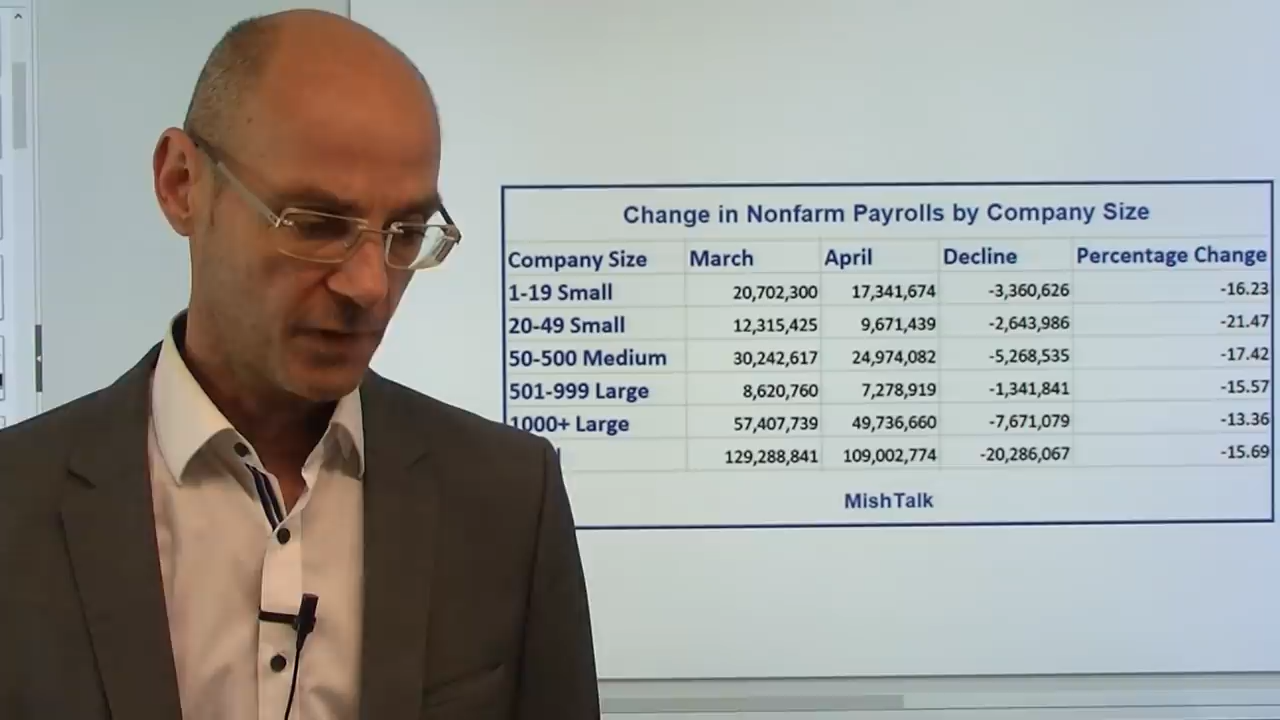 Change in Nonfarm Payrolls by Company Size
Company Size March April Decline Percentage Change
1-19 Small 20,702,300 17,341,674 -3,360,626 -16.23
20-49 Small 12,315,425 9,671,439 -2,643,986 -21.47
50-500 Medium 30,242,617 24,974,082 -5,268,535 -17.42
501-999 Large 8,620,760 7,278,919 -1,341,841 -15.57
1000+ Large 57,407,739 49,736,660 -7,671,079 -13.36
129,288,841 109,002,774 -20,286,067 -15.69
MishTalk